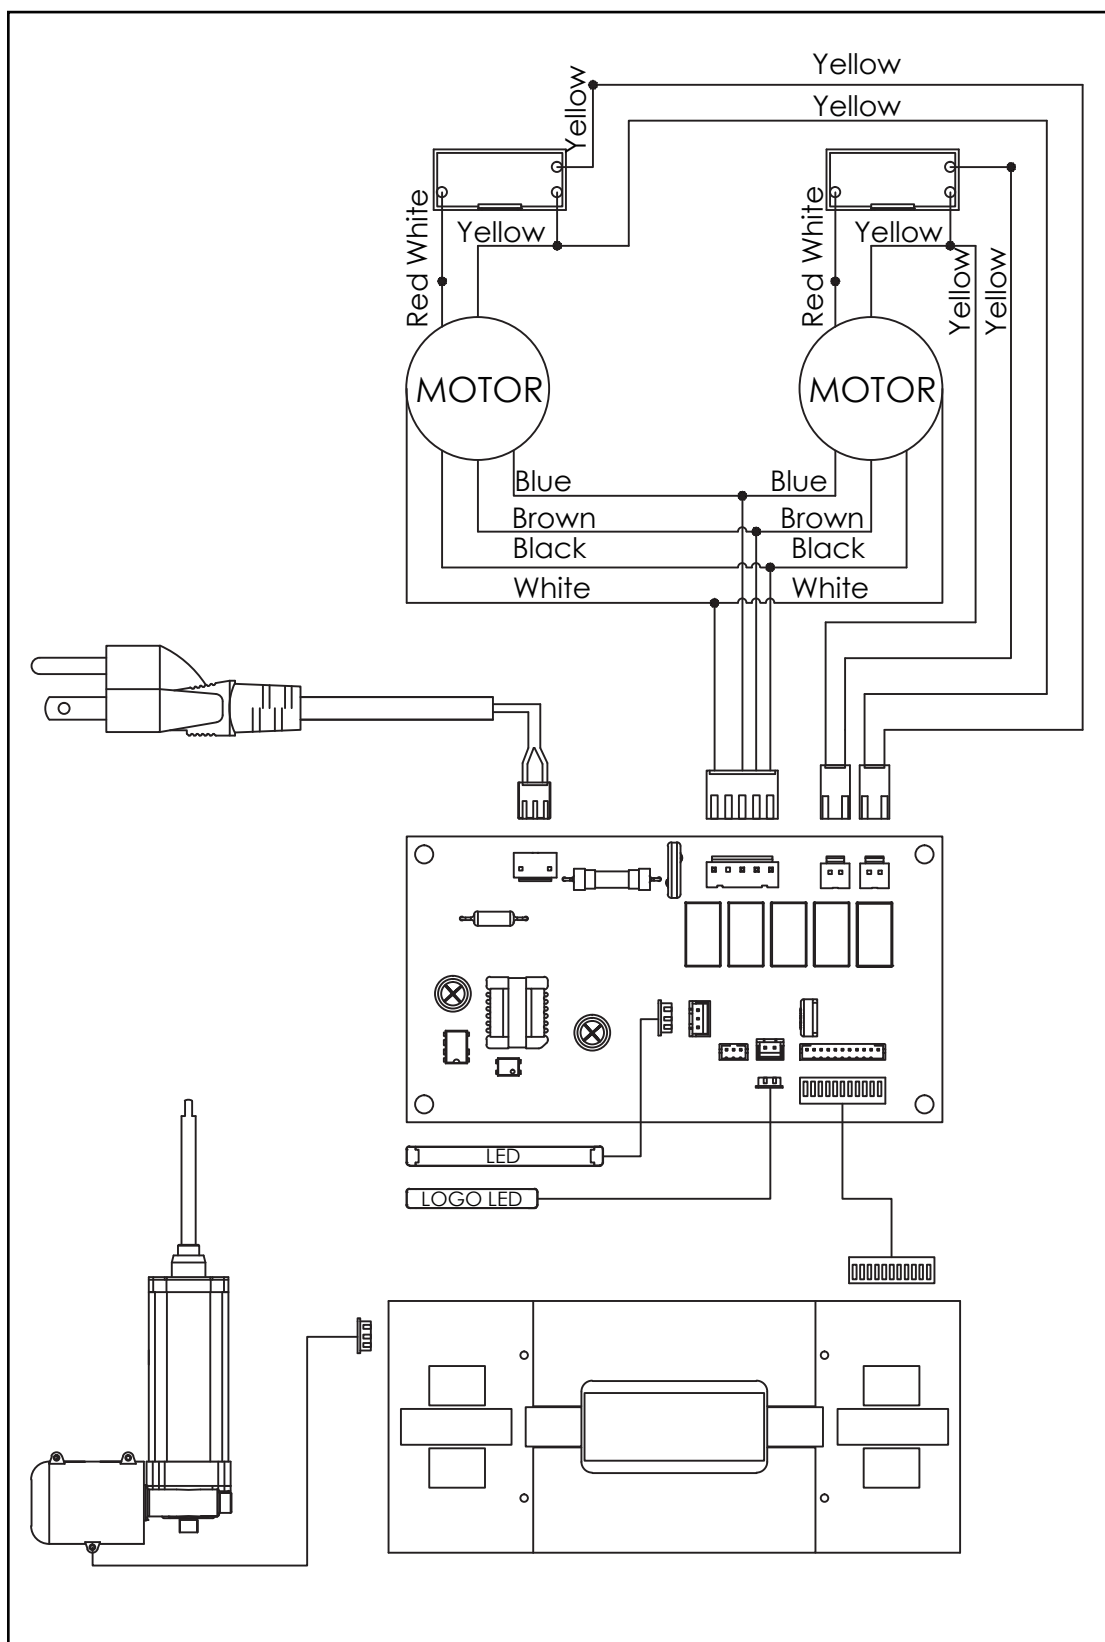 Yellow
Yellow
Yellow
Red White
Yellow
Red White
Yellow
Yellow
Yellow
MOTOR
MOTOR
Blue
Blue
Brown
Brown
Black
Black
White
White
LED
LOGO LED